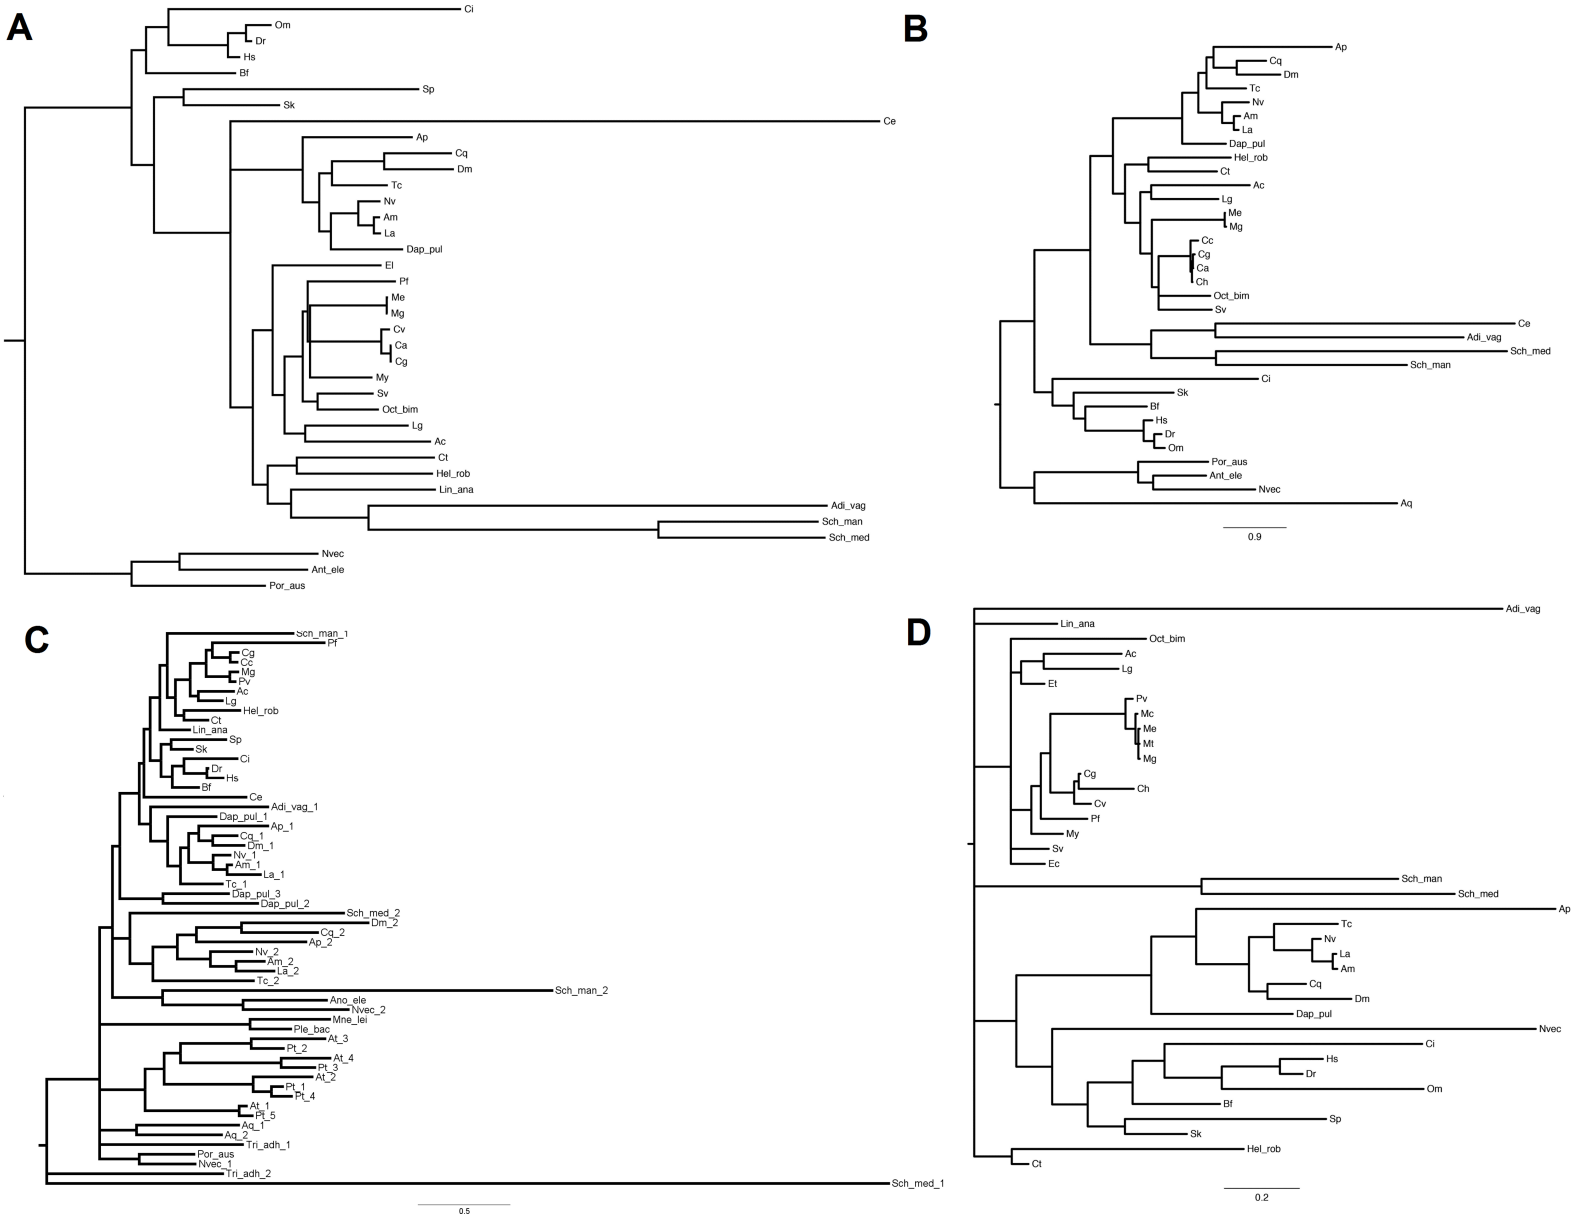 A
Ci
Om
Dr
Hs
Bf
Sp
Sk
Ce
Ap
Cq
Dm
Tc
Nv
Am
La
Dap_pul
El
Pf
Me
Mg
Cv
Ca
Cg
My
Sv
Oct_bim
Lg
Ac
Ct
Hel_rob
Lin_ana
Adi_vag
Sch_man
Sch_med
Nvec
Ant_ele
Por_aus
B
Ap
Cq
Dm
Tc
Nv
Am
La
Dap_pul
Hel_rob
Ct
Ac
Lg
Me
Mg
Cc
Cg
Ca
Ch
Oct_bim
Sv
Ce
Adi_vag
Sch_med
Sch_man
Ci
Sk
Bf
Hs
Dr
Om
Por_aus
Ant_ele
Nvec
Aq
0.9
C
Sch_man_1
Pf
Cg
Cc
Mg
Pv
Ac
Lg
Hel_rob
Ct
Lin_ana
Sp
Sk
Ci
Dr
Hs
Bf
Ce
Adi_vag_1
Dap_pul_1
Ap_1
Cq_1
Dm_1
Nv_1
Am_1
La_1
Tc_1
Dap_pul_3
Dap_pul_2
Sch_med_2
Dm_2
Cq_2
Ap_2
Nv_2
Am_2
La_2
Tc_2
Sch_man_2
Ano_ele
Nvec_2
Mne_lei
Ple_bac
At_3
Pt_2
At_4
Pt_3
At_2
Pt_1
Pt_4
At_1
Pt_5
Aq_1
Aq_2
Tri_adh_1
Por_aus
Nvec_1
Tri_adh_2
Sch_med_1
0.5
D
Adi_vag
Lin_ana
Oct_bim
Ac
Lg
Et
Pv
Mc
Me
Mt
Mg
Cg
Ch
Cv
Pf
My
Sv
Ec
Sch_man
Sch_med
Ap
Tc
Nv
La
Am
Cq
Dm
Dap_pul
Nvec
Ci
Hs
Dr
Om
Bf
Sp
Sk
Hel_rob
Ct
0.2